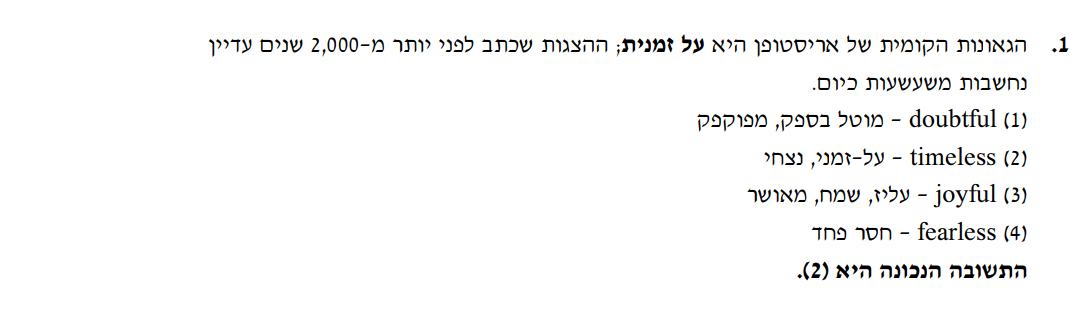 1. הגאונות הקומית של אריסטופן היא על זמנית; ההצגות שכתב לפני יותר מ-2,000 שנים עדיין
נחשבות משעשעות כיום.
(1) doubtful - מוטל בספק, מפוקפק
(2) timeless - על-זמני, נצחי
(3) joyful - עליז, שמח, מאושר
(4) fearless - חסר פחד
התשובה הנכונה היא (2).